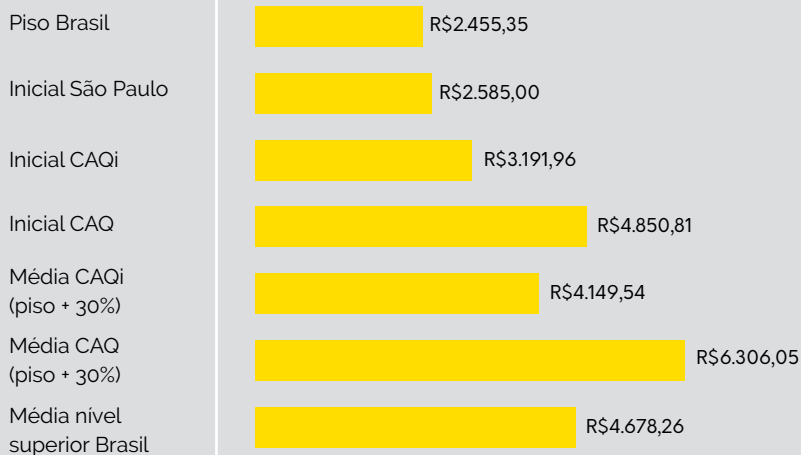 Piso Brasil
R$2.455,35
Inicial São Paulo
R$2.585,00
Inicial CAQi
R$3.191,96
Inicial CAQ
R$4.850,81
Média CAQi
(piso + 30%)
R$4.149,54
Média CAQ
(piso + 30%)
R$6.306,05
Média nível
superior Brasil
R$4.678,26